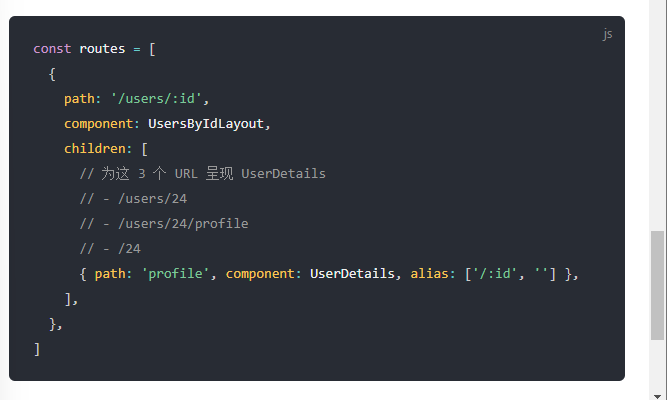 js
const routes = [
  {
    path: '/users/:id',
    component: UsersByIdLayout,
    children: [
      // 为这 3 个 URL 呈现 UserDetails
      // - /users/24
      // - /users/24/profile
      // - /24
      { path: 'profile', component: UserDetails, alias: ['/:id', ''] },
    ],
  },
]